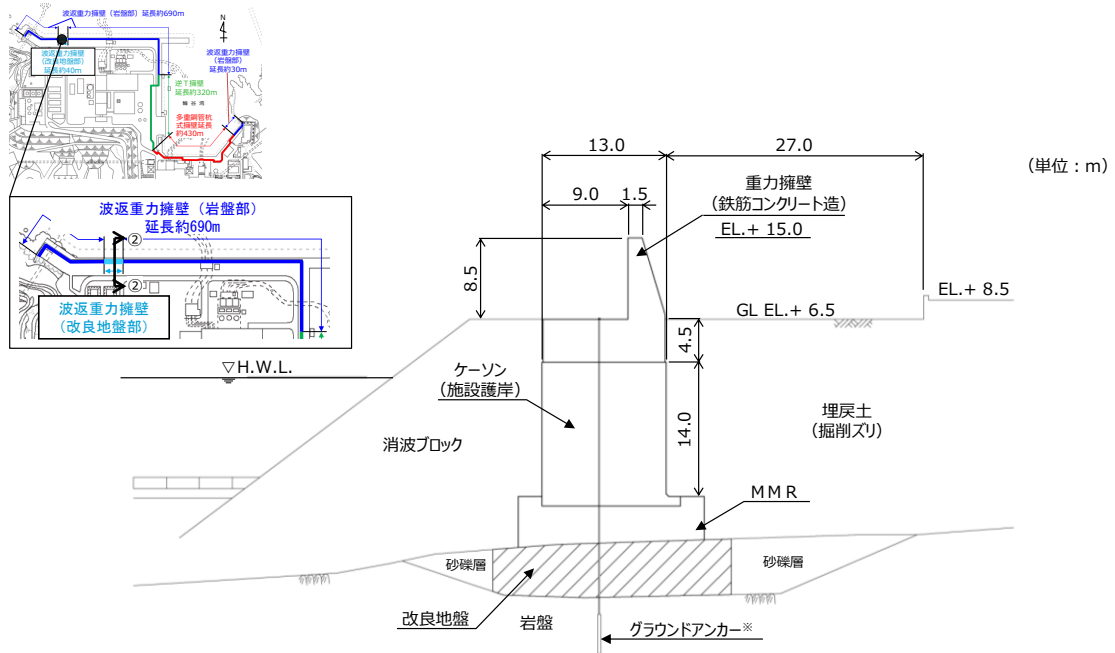 波返重力擁壁（岩盤部）延長約690m
N
波返重力擁壁
（改良地盤部）
延長約40m
波返重力擁壁
（岩盤部）
延長約30m
逆T擁壁
延長約320m
輪谷湾
多重鋼管杭
式擁壁延長
約430m
波返重力擁壁（岩盤部）
延長約690m
②
②
波返重力擁壁
（改良地盤部）
（単位：m）
13.0
27.0
9.0
1.5
重力擁壁
（鉄筋コンクリート造）
EL.+ 15.0
8.5
EL.+ 8.5
GL EL.+ 6.5
4.5
▽H.W.L.
ケーソン
（施設護岸）
14.0
埋戻土
（掘削ズリ）
消波ブロック
MMR
砂礫層
砂礫層
改良地盤
岩盤
グラウンドアンカー※